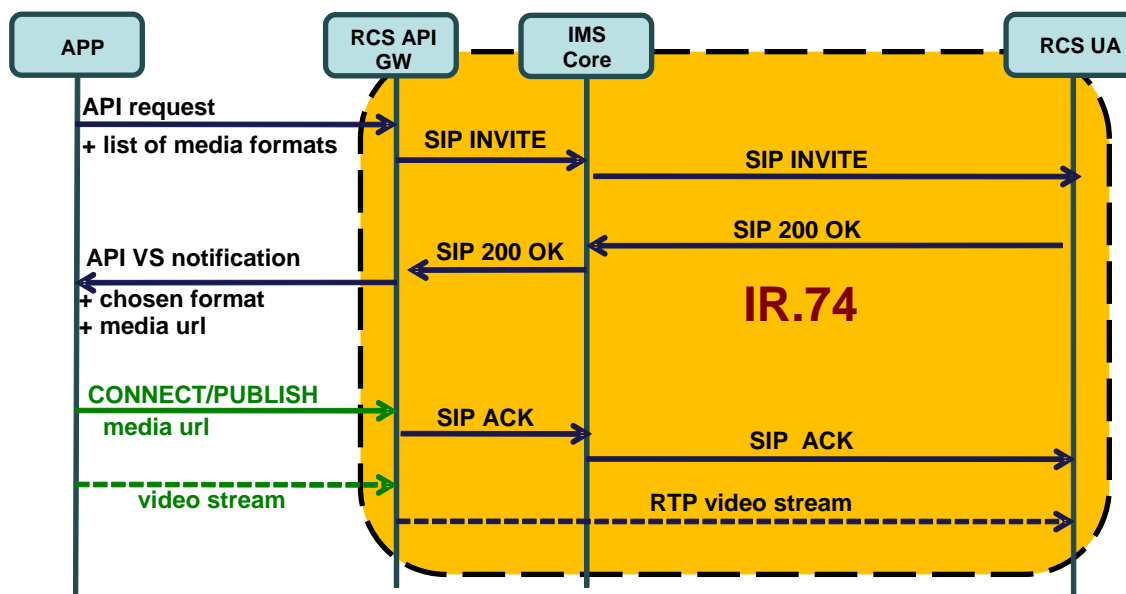 APP
RCS API
GW
IMS
Core
RCS UA
API request
+ list of media formats
SIP INVITE
SIP INVITE
SIP 200 OK
SIP 200 OK
API VS notification
+ chosen format
+ media url
IR.74
CONNECT/PUBLISH
media url
SIP ACK
SIP  ACK
video stream
RTP video stream